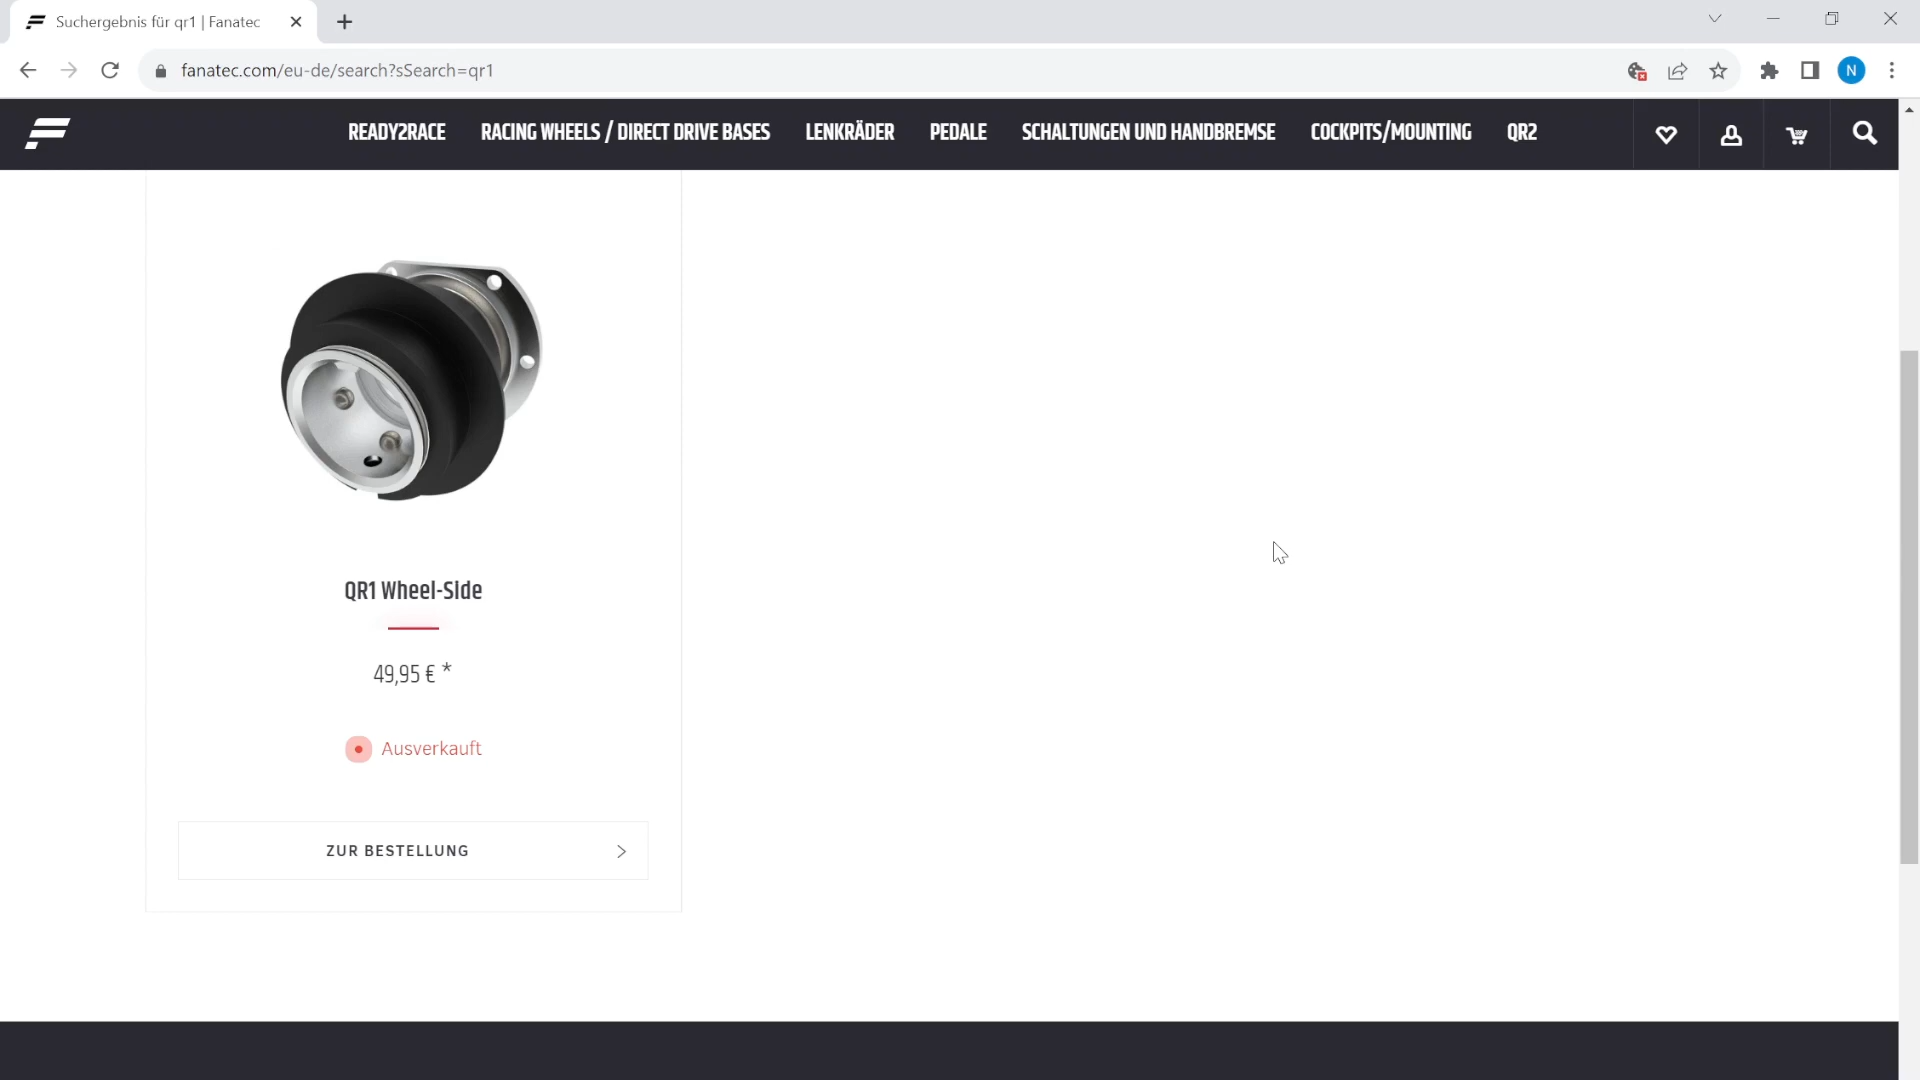 Suchergebnis für qr1 | Fanatec
fanatec.com/eu-de/search?sSearch=qr1
N
READY2RACE RACING WHEELS / DIRECT DRIVE BASES LENKRÄDER PEDALE SCHALTUNGEN UND HANDBREMSE COCKPITS/MOUNTING QR2
QR1 Wheel-Side
49,95 € *
Ausverkauft
ZUR BESTELLUNG